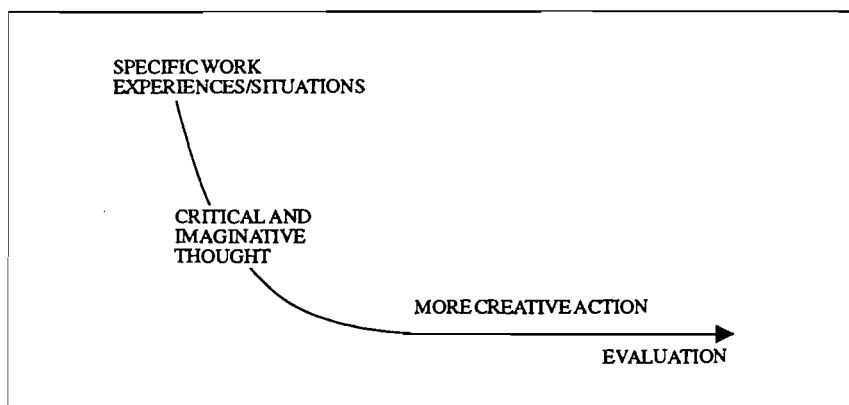 SPECIFIC WORK
EXPERIENCES/SITUATIONS
CRITICAL AND
IMAGINATIVE
THOUGHT
MORE CREATIVE ACTION
EVALUATION